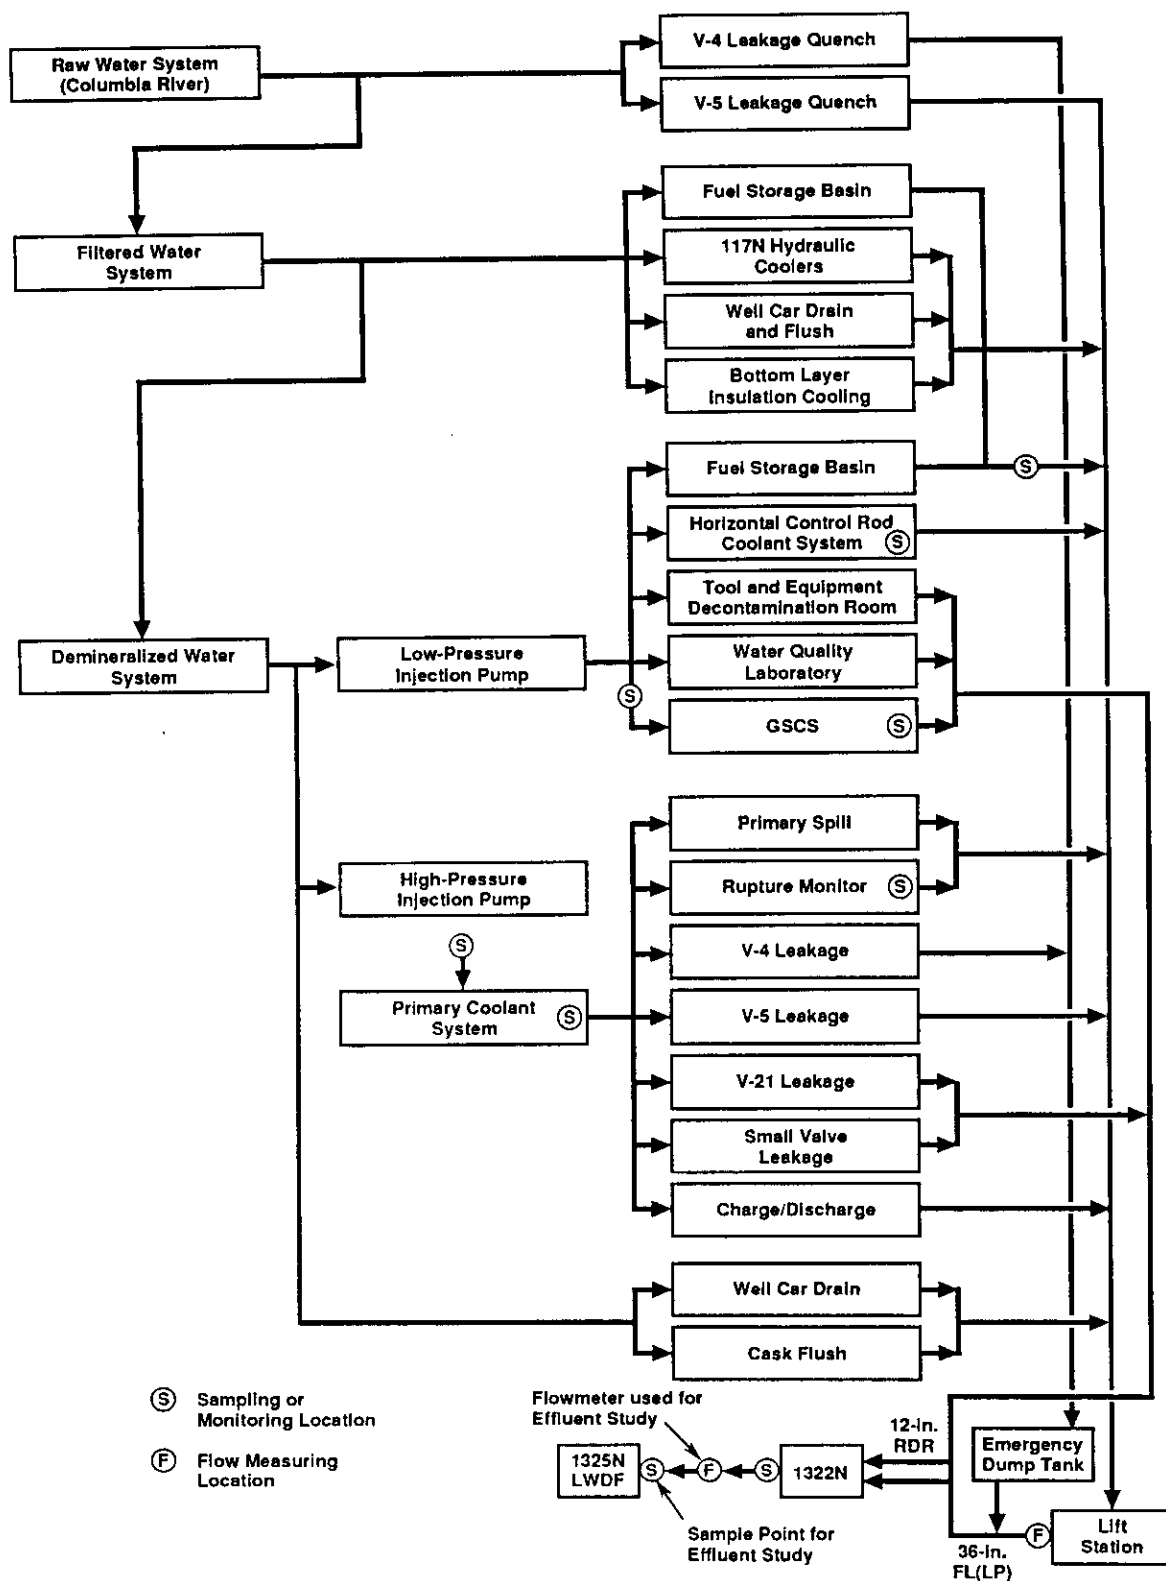 Raw Water System
(Columbia River)
V-4 Leakage Quench
V-5 Leakage Quench
Filtered Water
System
Fuel Storage Basin
117N Hydraulic
Coolers
Well Car Drain
and Flush
Bottom Layer
Insulation Cooling
Fuel Storage Basin
S
Horizontal Control Rod
Coolant System S
Tool and Equipment
Decontamination Room
Demineralized Water
System
Low-Pressure
Injection Pump
Water Quality
Laboratory
S
GSCS S
Primary Spill
High-Pressure
Injection Pump
Rupture Monitor S
S
V-4 Leakage
Primary Coolant
System S
V-5 Leakage
V-21 Leakage
Small Valve
Leakage
Charge/Discharge
Well Car Drain
Cask Flush
S Sampling or
Monitoring Location
F Flow Measuring
Location
Flowmeter used for
Effluent Study
12-in.
RDR
Emergency
Dump Tank
1325N
LWDF
S
F
S
1322N
Sample Point for
Effluent Study
36-in.
FL(LP)
F
Lift
Station